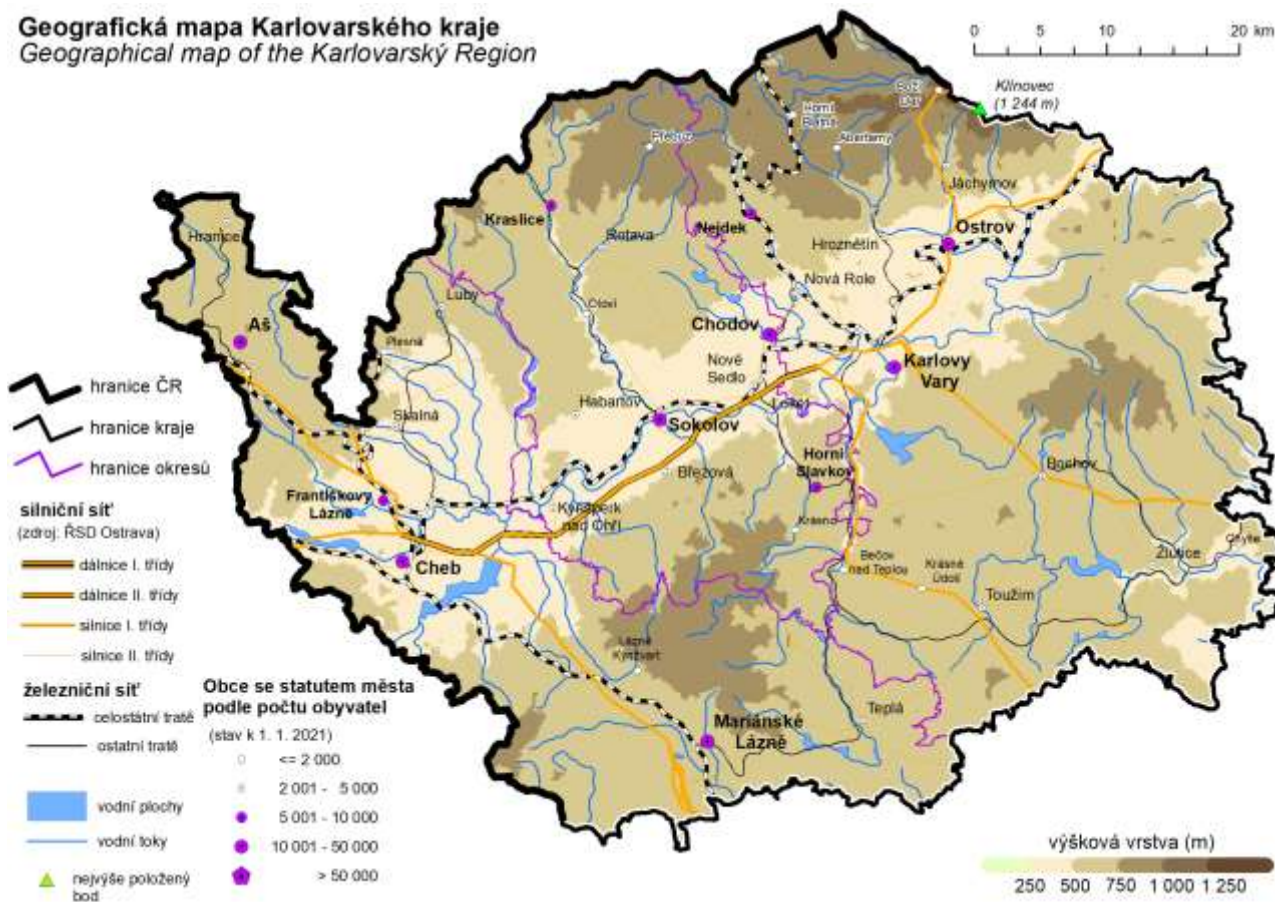 Geografická mapa Karlovarského kraje
Geographical map of the Karlovarský Region
0 5 10 20 km
Klínovec
(1 244 m)
Boží
Dar
Horní
Blatná
Abertamy
Přebuz
Jáchymov
Kraslice
Nejdek
Ostrov
Hranice
Rotava
Hroznětín
Luby
Nová Role
Oloví
Aš
Chodov
Plesná
Nové
Sedlo
Karlovy
Vary
hranice ČR
Habartov
Loket
Skalná
Sokolov
hranice kraje
Horní
Slavkov
hranice okresů
Březová
Bochov
Františkovy
Lázně
silniční síť
(zdroj: ŘSD Ostrava)
Kynšperk
nad Ohří
Krásno
Chyše
Žlutice
dálnice I. třídy
Cheb
Bečov
nad Teplou
Krásné
Údolí
dálnice II. třídy
Toužim
silnice I. třídy
silnice II. třídy
Lázně
Kynžvart
železniční síť
celostátní tratě
ostatní tratě
Obce se statutem města
podle počtu obyvatel
(stav k 1. 1. 2021)
Teplá
Mariánské
Lázně
<= 2 000
2 001 - 5 000
vodní plochy
5 001 - 10 000
vodní toky
10 001 - 50 000
výšková vrstva (m)
nejvýše položený
bod
> 50 000
250 500 750 1 000 1 250